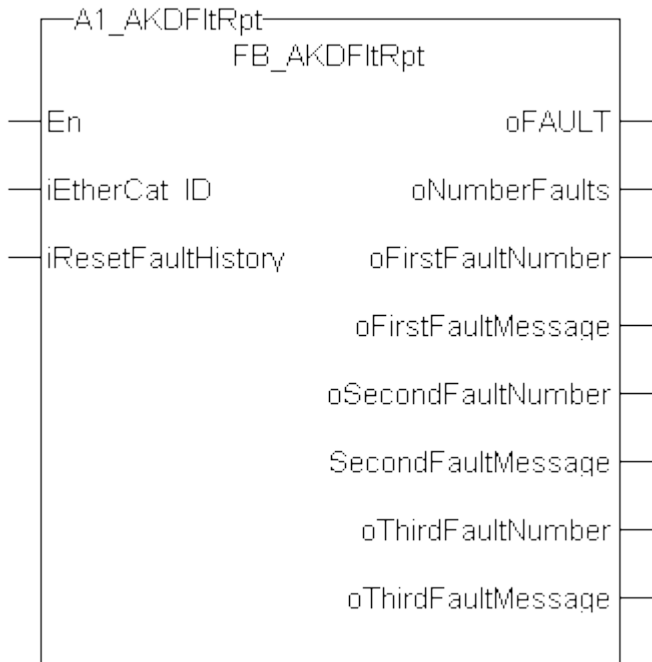 A1_AKDFltRpt
FB_AKDFltRpt
En oFAULT
iEtherCat_ID oNumberFaults
iResetFaultHistory oFirstFaultNumber
oFirstFaultMessage
oSecondFaultNumber
SecondFaultMessage
oThirdFaultNumber
oThirdFaultMessage